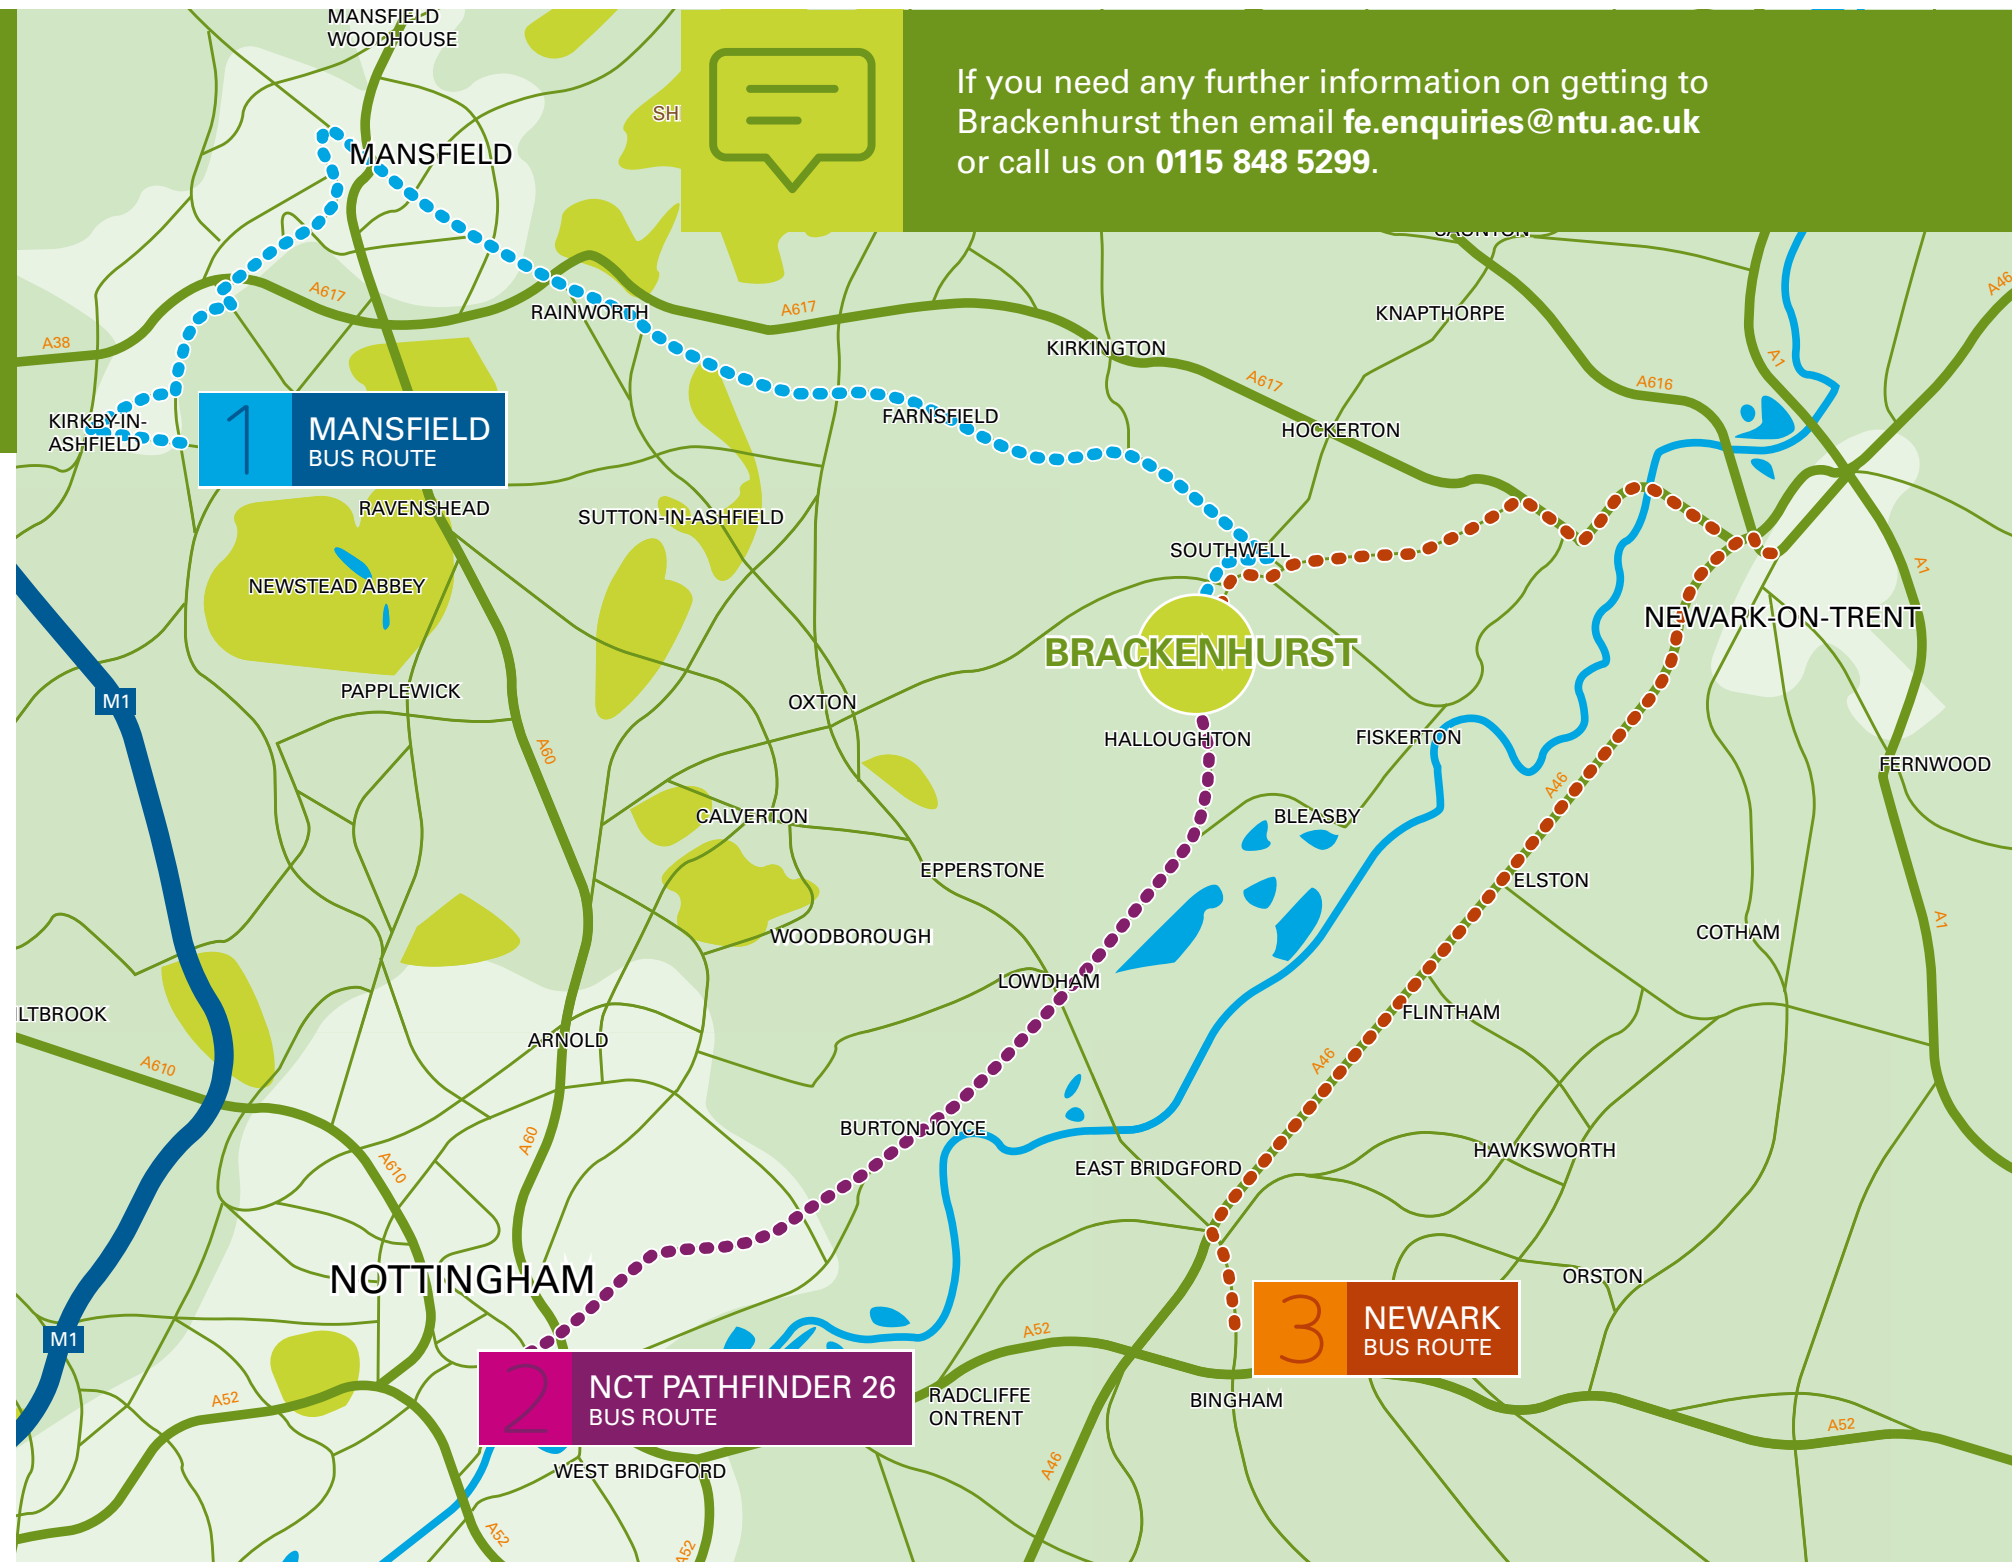 MANSFIELD
WOODHOUSE
If you need any further information on getting to
Brackenhurst then email fe.enquiries@ntu.ac.uk
or call us on 0115 848 5299.
SH
MANSFIELD
A617
A617
RAINWORTH
A38
KNAPTHORPE
A46
KIRKINGTON
A1
A617
A616
KIRKBY-IN-
ASHFIELD
1
MANSFIELD
BUS ROUTE
FARNSFIELD
HOCKERTON
RAVENSHEAD
SUTTON-IN-ASHFIELD
SOUTHWELL
NEWSTEAD ABBEY
A1
NEWARK-ON-TRENT
BRACKENHURST
M1
PAPPLEWICK
OXTON
A60
HALLOUGHTON
FISKERTON
FERNWOOD
A46
CALVERTON
BLEASBY
EPPERSTONE
ELSTON
WOODBOROUGH
COTHAM
A1
LOWDHAM
ILTBROOK
FLINTHAM
ARNOLD
A610
A46
BURTON JOYCE
A60
A610
EAST BRIDGFORD
HAWKSWORTH
NOTTINGHAM
ORSTON
M1
A52
3
NEWARK
BUS ROUTE
2
NCT PATHFINDER 26
BUS ROUTE
A52
RADCLIFFE
ON TRENT
BINGHAM
A52
WEST BRIDGFORD
A46
A52
A52